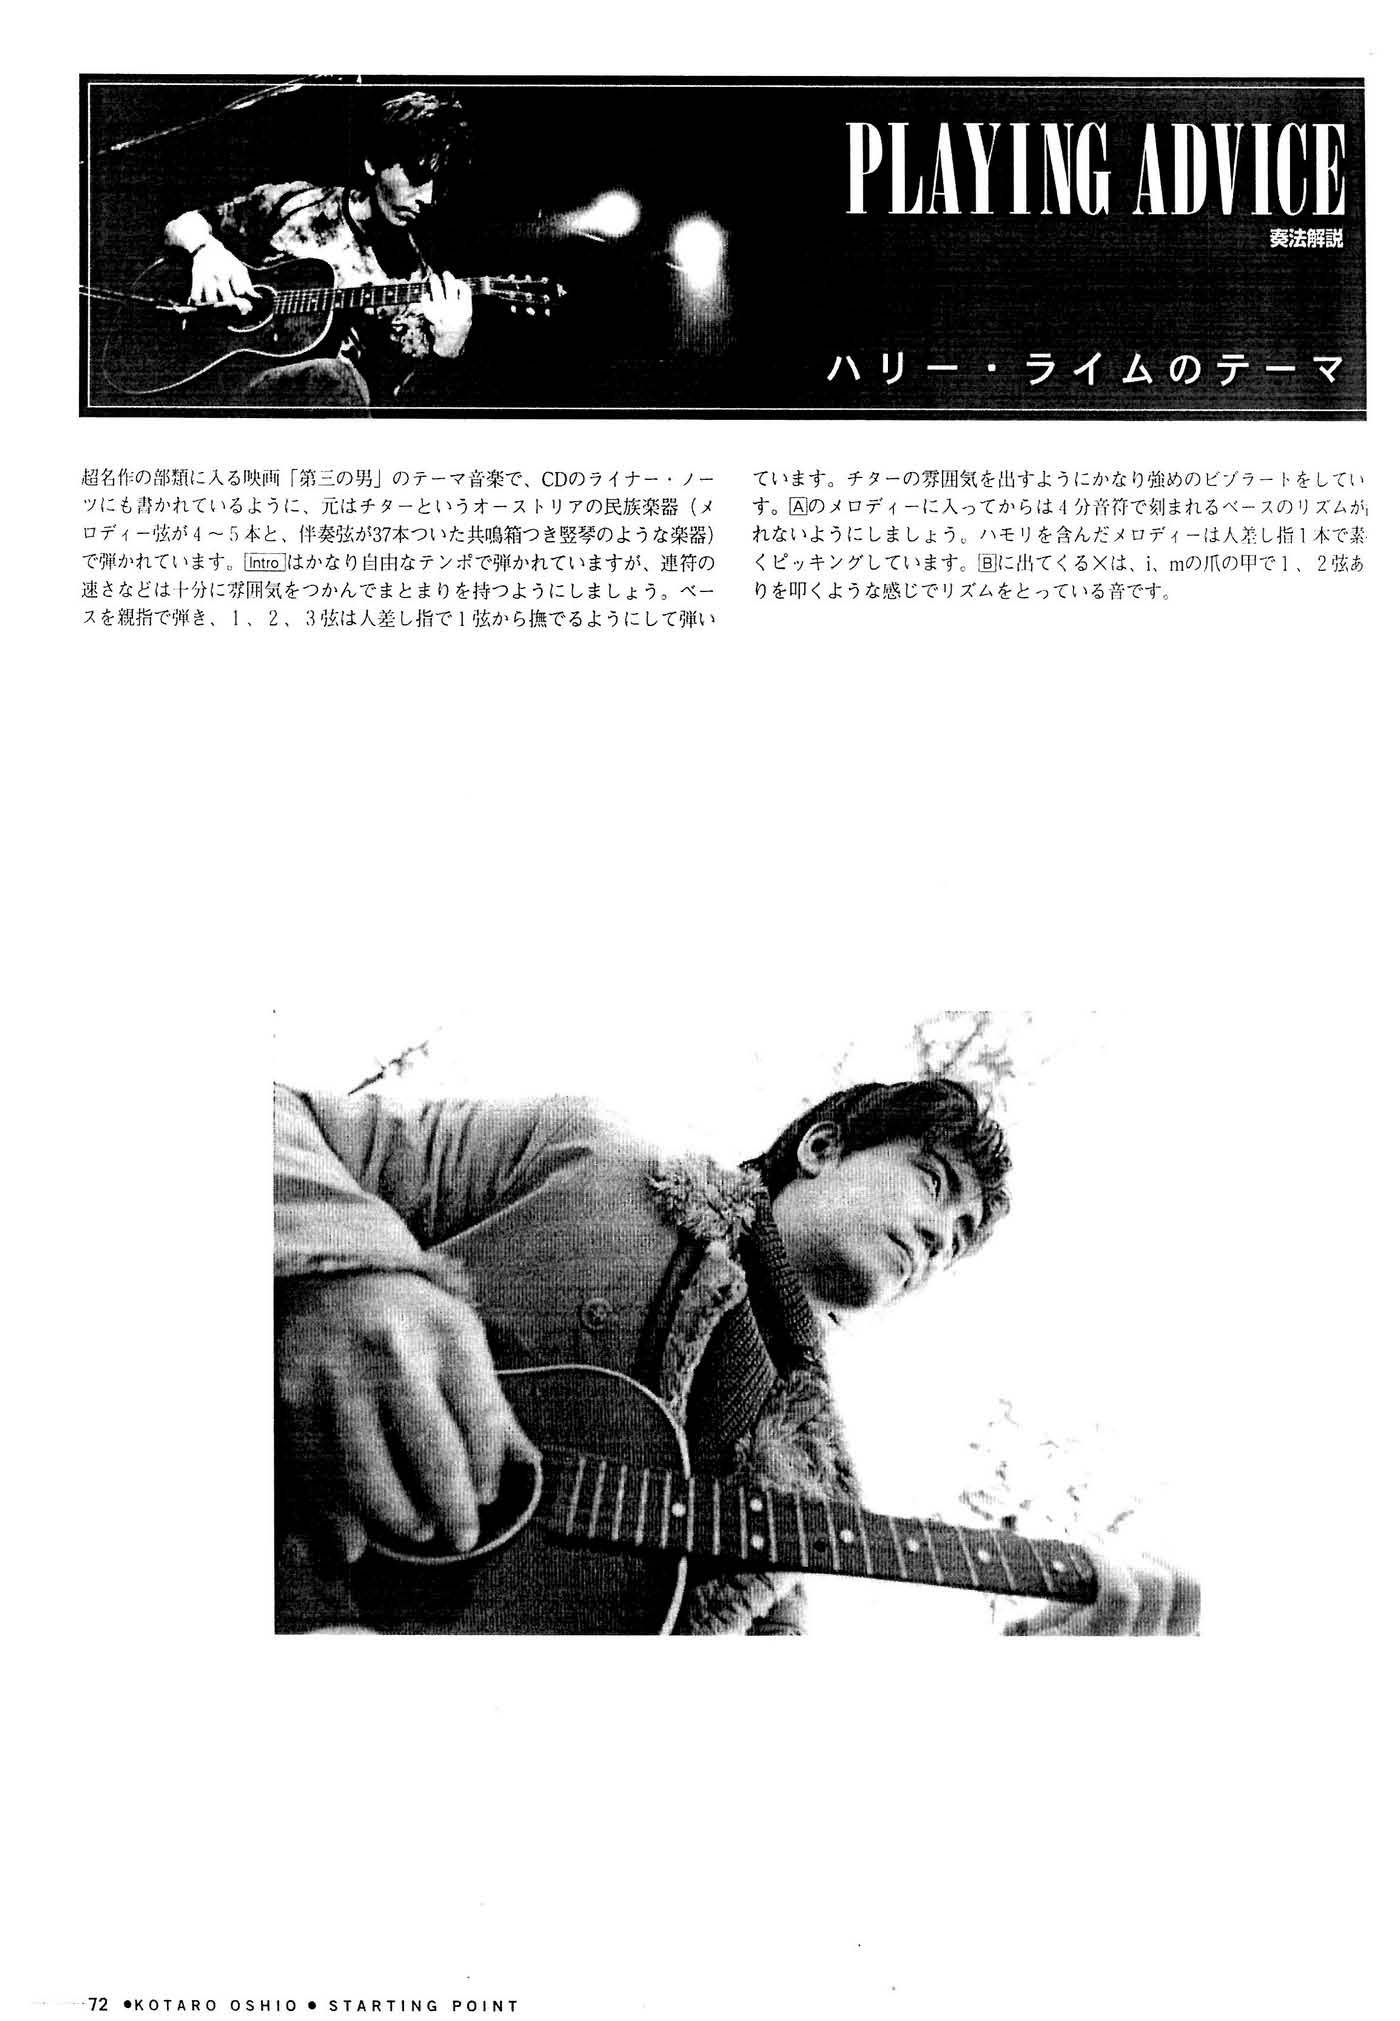 PLAYING ADVICE
奏法解説
ハリー・ライムのテーマ
超名作の部類に入る映画「第三の男」のテーマ音楽で、CDのライナー・ノー
ツにも書かれているように、元はチターというオーストリアの民族楽器（メ
ロディー弦が4～5本と、伴奏弦が37本ついた共鳴箱つき竪琴のような楽器）
で弾かれています。Introはかなり自由なテンポで弾かれていますが、連符の
速さなどは十分に雰囲気をつかんでまとまりを持つようにしましょう。ベー
スを親指で弾き、1、2、3弦は人差し指で1弦から撫でるようにして弾い
ています。チターの雰囲気を出すようにかなり強めのビブラートをしてい
す。Aのメロディーに入ってからは4分音符で刻まれるベースのリズムが
れないようにしましょう。ハモリを含んだメロディーは人差し指1本で素
くピッキングしています。Bに出てくる×は、i、mの爪の甲で1、2弦あ
りを叩くような感じでリズムをとっている音です。
72 ●KOTARO OSHIO ● STARTING POINT